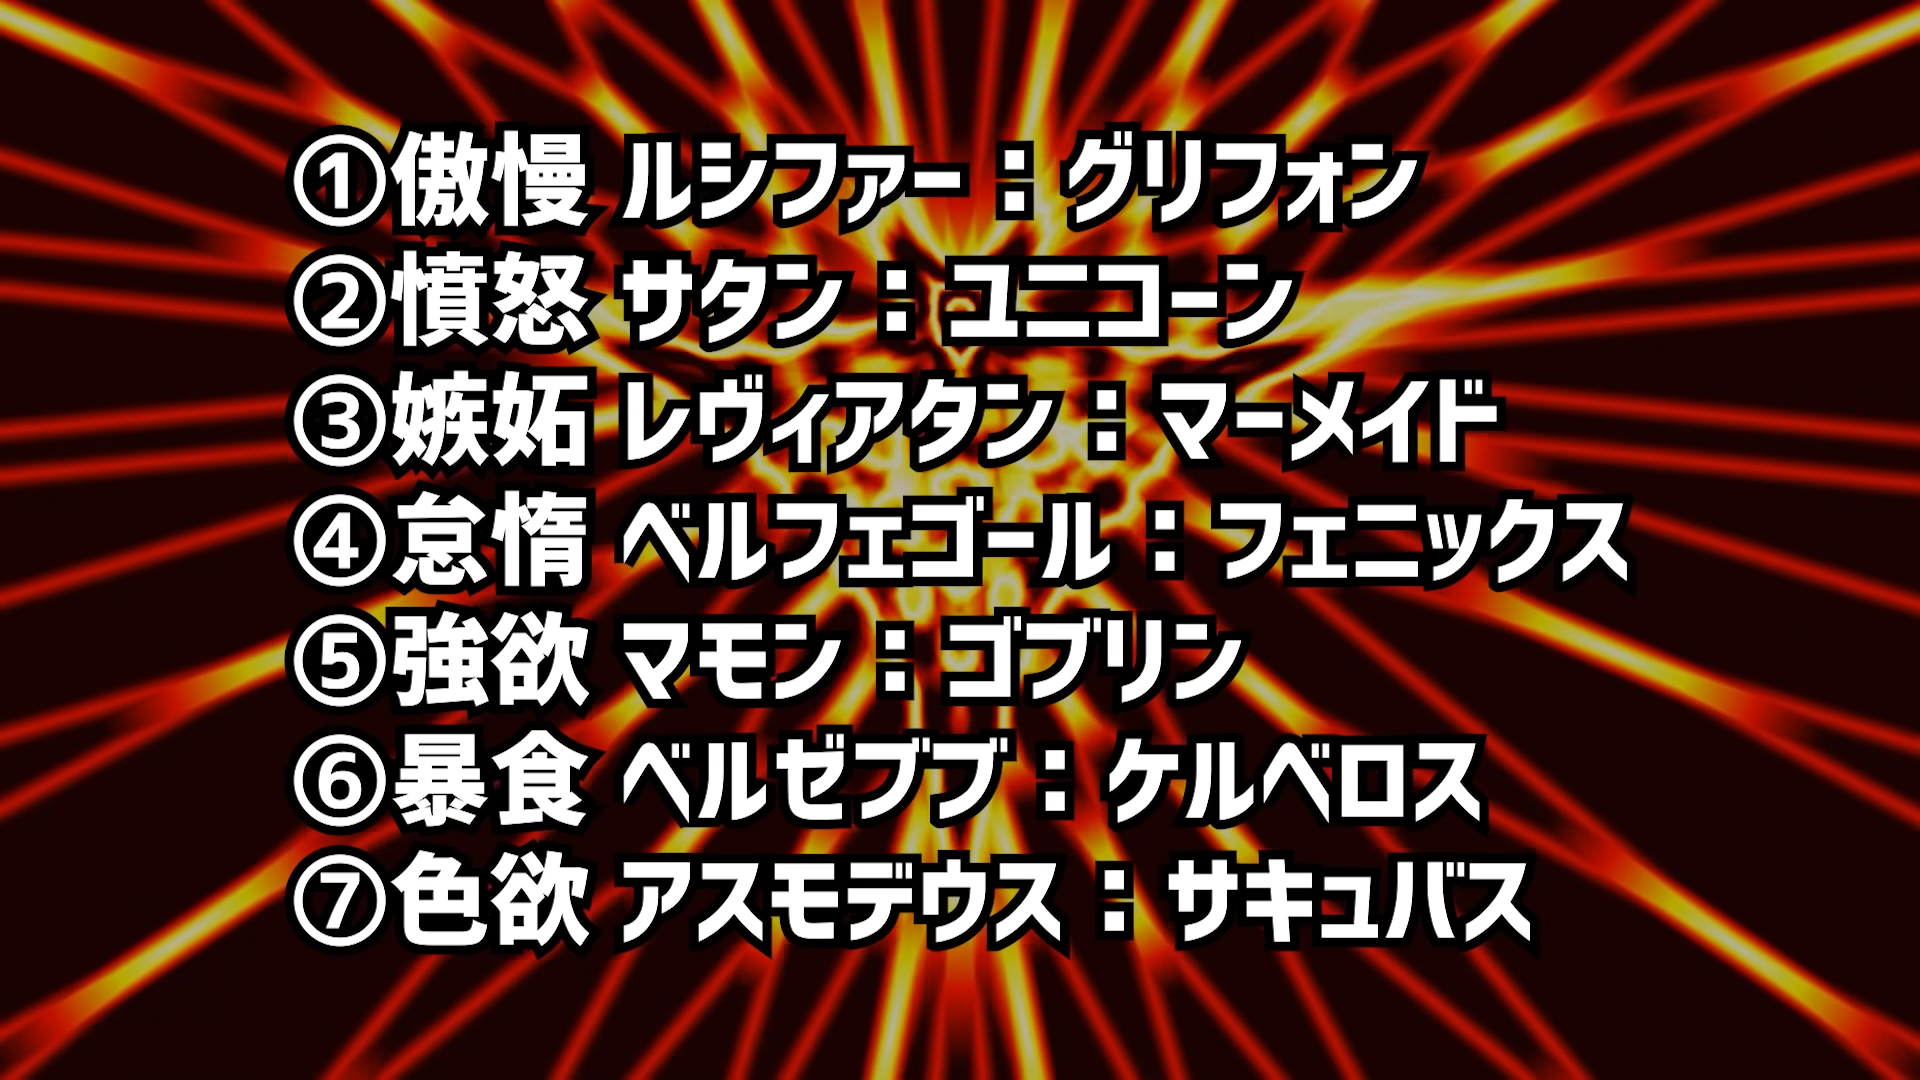 ①傲慢 ルシファー：グリフォン
②憤怒 サタン：ユニコーン
③嫉妬 レヴィアタン：マーメイド
④怠惰 ベルフェゴール：フェニックス
⑤強欲 マモン：ゴブリン
⑥暴食 ベルゼブブ：ケルベロス
⑦色欲 アスモデウス：サキュバス